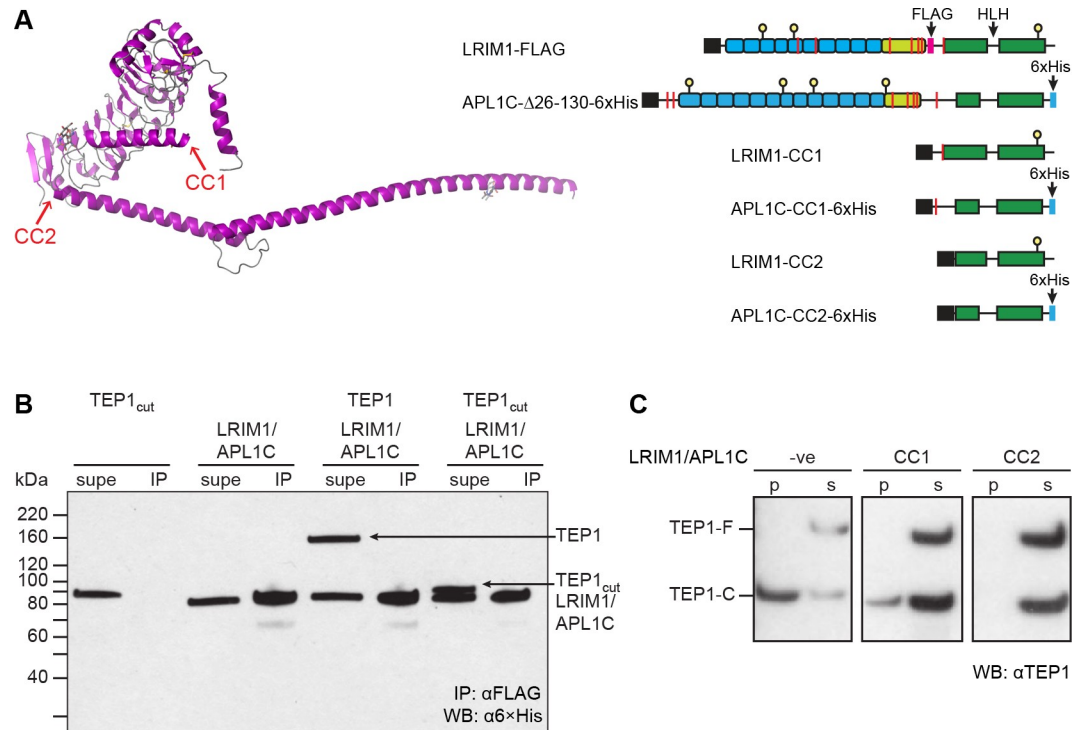 A
CC1
CC2
FLAG HLH
LRIM1-FLAG
6xHis
APL1C-Δ26-130-6xHis
LRIM1-CC1
6xHis
APL1C-CC1-6xHis
LRIM1-CC2
6xHis
APL1C-CC2-6xHis
B
TEP1cut TEP1 TEP1cut
LRIM1/ LRIM1/ LRIM1/
APL1C APL1C APL1C
kDa supe IP supe IP supe IP supe IP
220
160
120
100
80
60
40
TEP1
TEP1cut
LRIM1/
APL1C
IP: αFLAG
WB: α6×His
C
LRIM1/APL1C -ve CC1 CC2
p s p s p s
TEP1-F
TEP1-C
WB: αTEP1